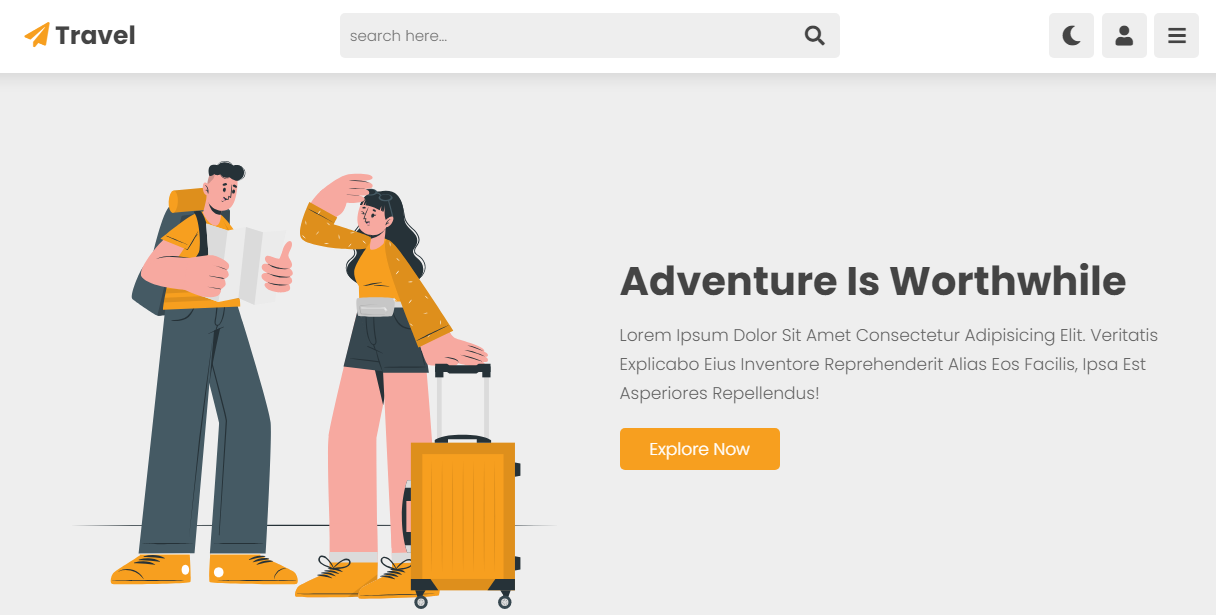 Travel
search here...
Adventure Is Worthwhile
Lorem Ipsum Dolor Sit Amet Consectetur Adipisicing Elit. Veritatis
Explicabo Eius Inventore Reprehenderit Alias Eos Facilis, Ipsa Est
Asperiores Repellendus!
Explore Now